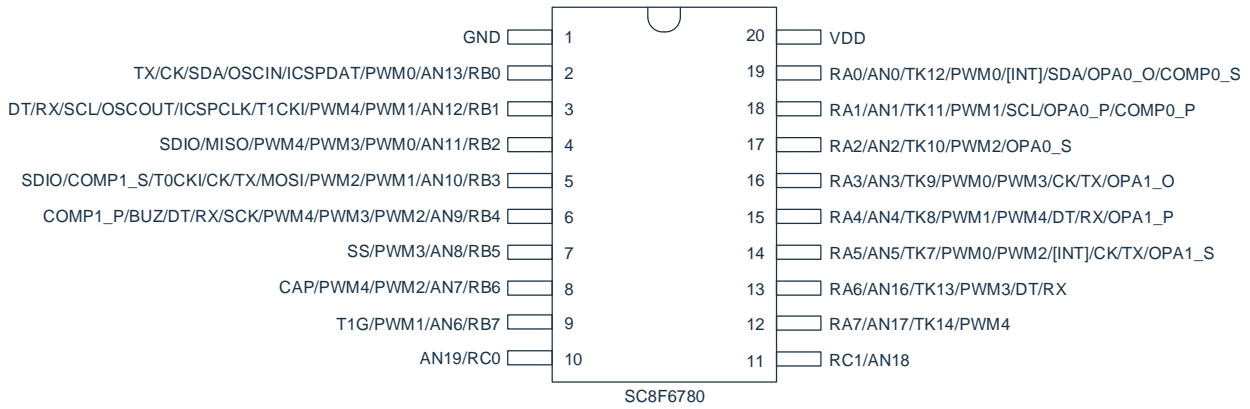 GND 1 20 VDD
TX/CK/SDA/OSCIN/ICSPDAT/PWM0/AN13/RB0 2 19 RA0/AN0/TK12/PWM0/[INT]/SDA/OPA0_O/COMP0_S
DT/RX/SCL/OSCOUT/ICSPCLK/T1CKI/PWM4/PWM1/AN12/RB1 3 18 RA1/AN1/TK11/PWM1/SCL/OPA0_P/COMP0_P
SDIO/MISO/PWM4/PWM3/PWM0/AN11/RB2 4 17 RA2/AN2/TK10/PWM2/OPA0_S
SDIO/COMP1_S/T0CKI/CK/TX/MOSI/PWM2/PWM1/AN10/RB3 5 16 RA3/AN3/TK9/PWM0/PWM3/CK/TX/OPA1_O
COMP1_P/BUZ/DT/RX/SCK/PWM4/PWM3/PWM2/AN9/RB4 6 15 RA4/AN4/TK8/PWM1/PWM4/DT/RX/OPA1_P
SS/PWM3/AN8/RB5 7 14 RA5/AN5/TK7/PWM0/PWM2/[INT]/CK/TX/OPA1_S
CAP/PWM4/PWM2/AN7/RB6 8 13 RA6/AN16/TK13/PWM3/DT/RX
T1G/PWM1/AN6/RB7 9 12 RA7/AN17/TK14/PWM4
AN19/RC0 10 11 RC1/AN18
SC8F6780